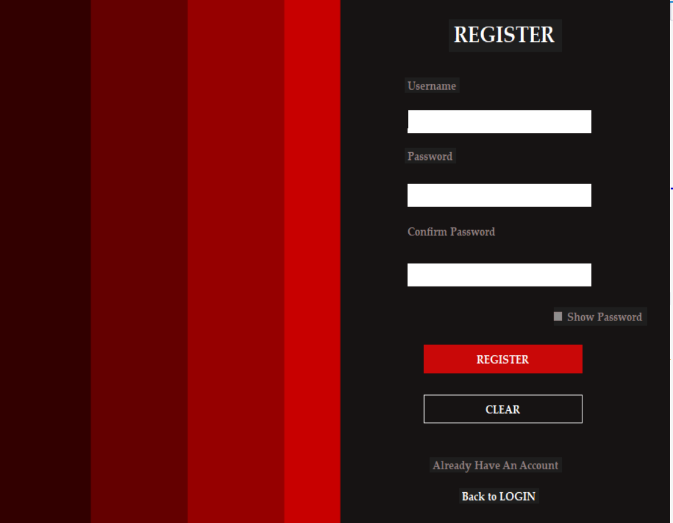 REGISTER
Username
Password
Confirm Password
Show Password
REGISTER
CLEAR
Already Have An Account
Back to LOGIN